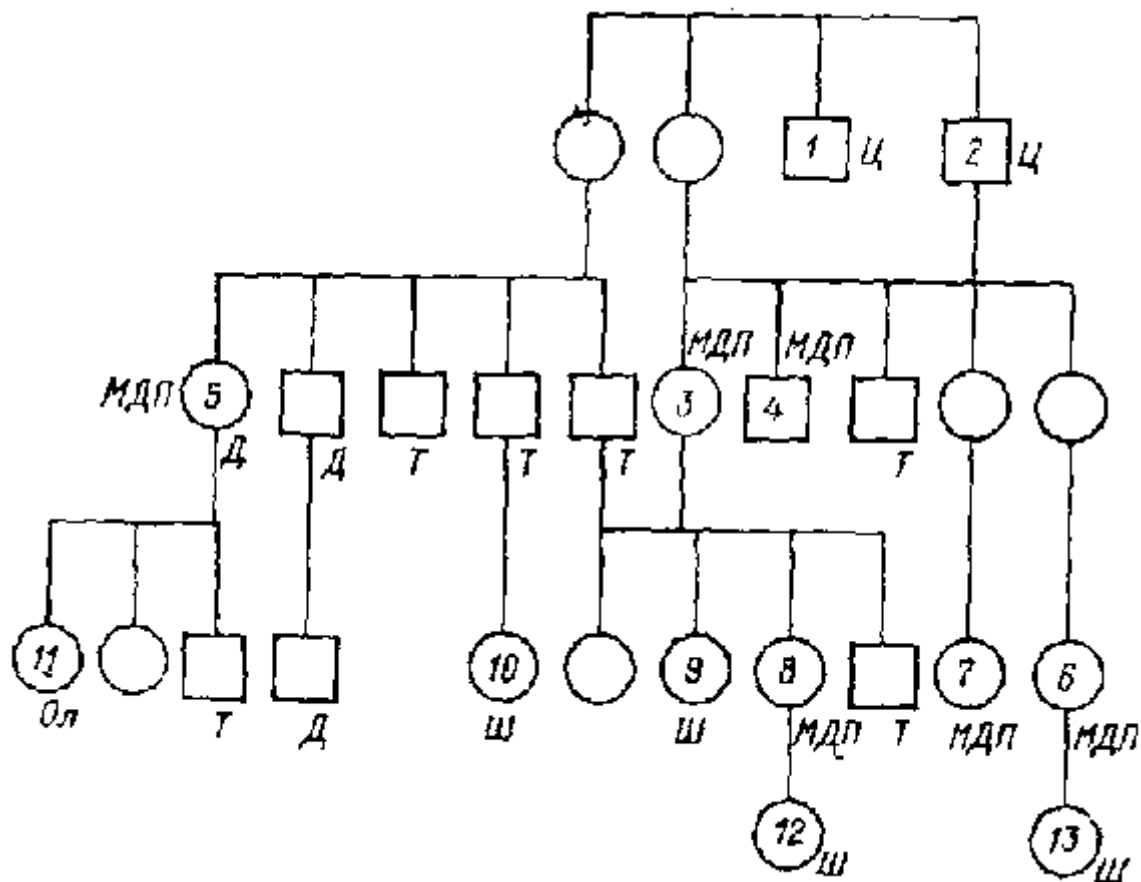 1 Ц 2 Ц
МДП МДП
МДП 5 3 4
Д Д Т Т Т Т
11 10 9 8 7 6
Ол Т Д Ш Ш МДП Т МДП МДП
12 Ш 13 Ш